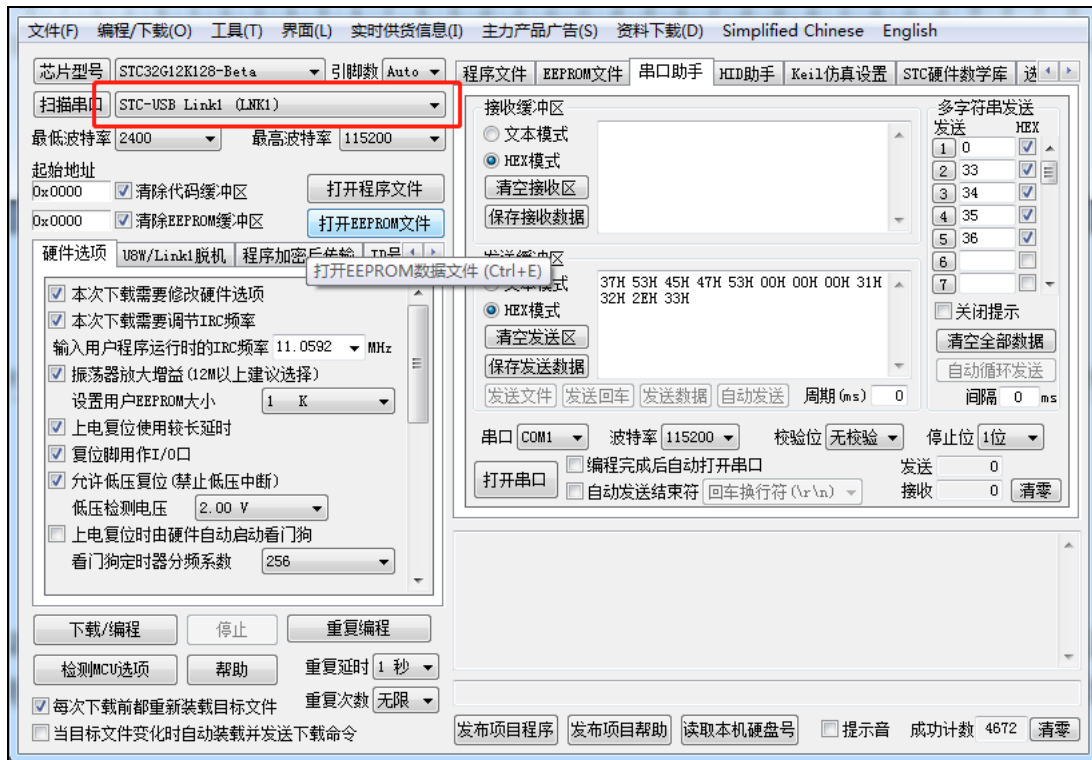 文件(F) 编程/下载(O) 工具(T) 界面(L) 实时供货信息(I) 主力产品广告(S) 资料下载(D) Simplified Chinese English
芯片型号 STC32G12K128-Beta 引脚数 Auto
扫描串口 STC-USB Link1 (LNK1)
最低波特率 2400 最高波特率 115200
起始地址
0x0000 清除代码缓冲区 打开程序文件
0x0000 清除EEPROM缓冲区 打开EEPROM文件
硬件选项 U8W/Link1脱机 程序加密后传输 ID号
打开EEPROM数据文件 (Ctrl+E)
本次下载需要修改硬件选项
本次下载需要调节IRC频率
输入用户程序运行时的IRC频率 11.0592 MHz
振荡器放大增益(12M以上建议选择)
设置用户EEPROM大小 1 K
上电复位使用较长延时
复位脚用作I/O口
允许低压复位(禁止低压中断)
低压检测电压 2.00 V
上电复位时由硬件自动启动看门狗
看门狗定时器分频系数 256
下载/编程 停止 重复编程
检测MCU选项 帮助 重复延时 1 秒
每次下载前都重新装载目标文件 重复次数 无限
当目标文件变化时自动装载并发送下载命令
程序文件 EEPROM文件 串口助手 HID助手 Keil仿真设置 STC硬件数学库 选
接收缓冲区
文本模式
HEX模式
清空接收区
保存接收数据
发送缓冲区
文本模式
HEX模式
清空发送区
保存发送数据
37H 53H 45H 47H 53H 00H 00H 00H 31H
32H 2EH 33H
发送文件 发送回车 发送数据 自动发送 周期(ms) 0
多字符串发送
发送 HEX
1 0
2 33
3 34
4 35
5 36
6
7
关闭提示
清空全部数据
自动循环发送
间隔 0 ms
串口 COM1 波特率 115200 校验位 无校验 停止位 1位
打开串口 编程完成后自动打开串口 发送 0
自动发送结束符 回车换行符(\r\n) 接收 0 清零
发布项目程序 发布项目帮助 读取本机硬盘号 提示音 成功计数 4672 清零